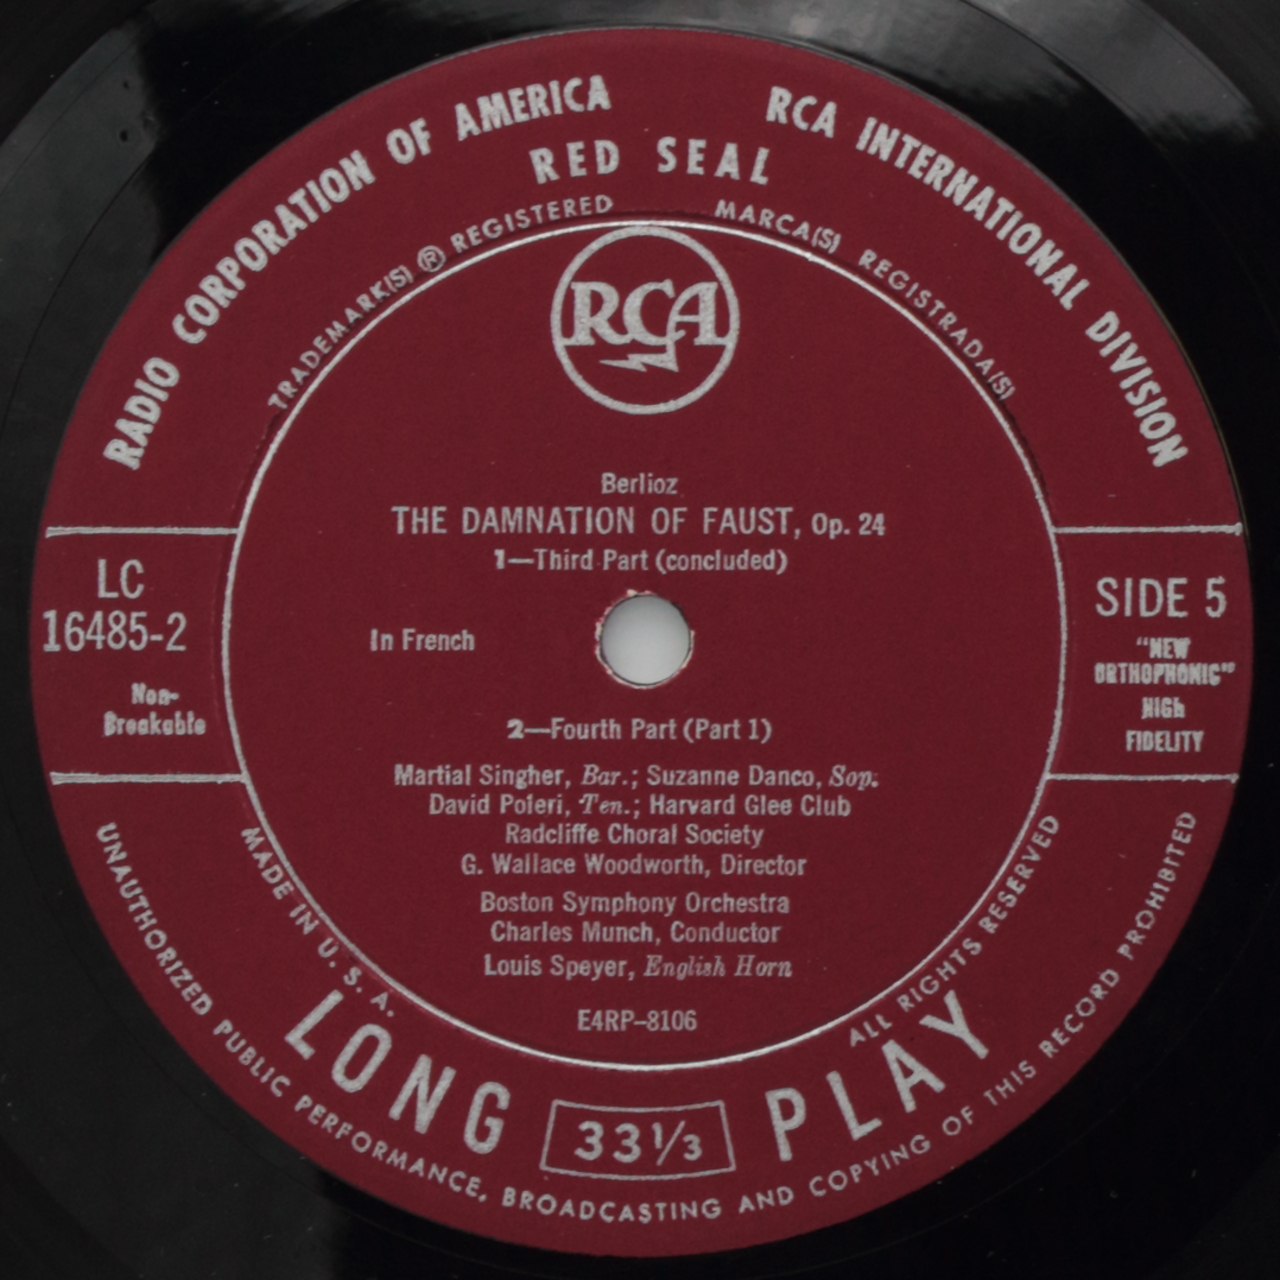 RADIO CORPORATION OF AMERICA
RCA INTERNATIONAL DIVISION
RED SEAL
TRADEMARK(S) ® REGISTERED
MARCA(S) REGISTRADA(S)
RCA
Berlioz
THE DAMNATION OF FAUST, Op. 24
1—Third Part (concluded)
LC
16485-2
Non-
Breakable
In French
SIDE 5
"NEW
ORTHOPHONIC"
HIGH
FIDELITY
2—Fourth Part (Part 1)
Martial Singher, Bar.; Suzanne Danco, Sop.
David Poleri, Ten.; Harvard Glee Club
Radcliffe Choral Society
G. Wallace Woodworth, Director
Boston Symphony Orchestra
Charles Munch, Conductor
Louis Speyer, English Horn
E4RP-8106
MADE IN U. S. A.
ALL RIGHTS RESERVED
LONG 33⅓ PLAY
UNAUTHORIZED PUBLIC PERFORMANCE, BROADCASTING AND COPYING OF THIS RECORD PROHIBITED